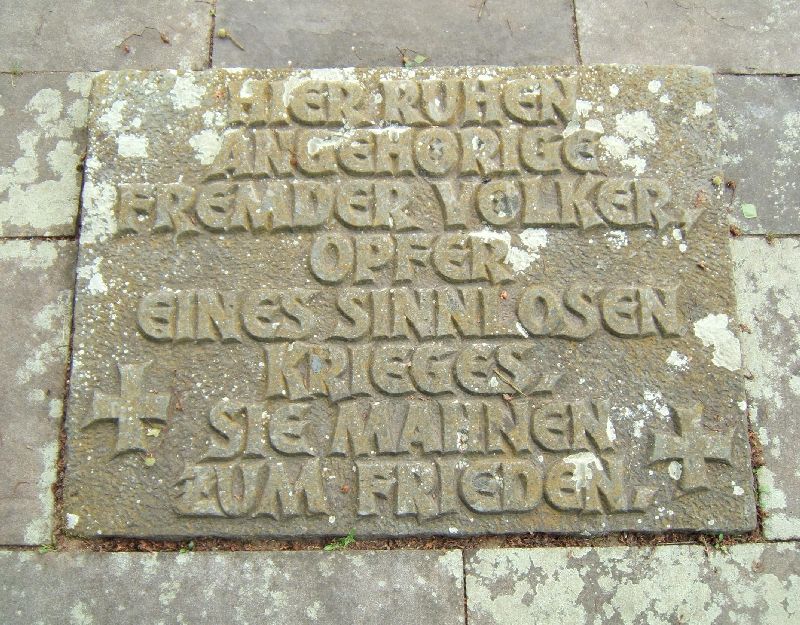 HIER RUHEN
ANGEHÖRIGE
FREMDER VÖLKER,
OPFER
EINES SINNLOSEN
KRIEGES.
SIE MAHNEN
ZUM FRIEDEN.